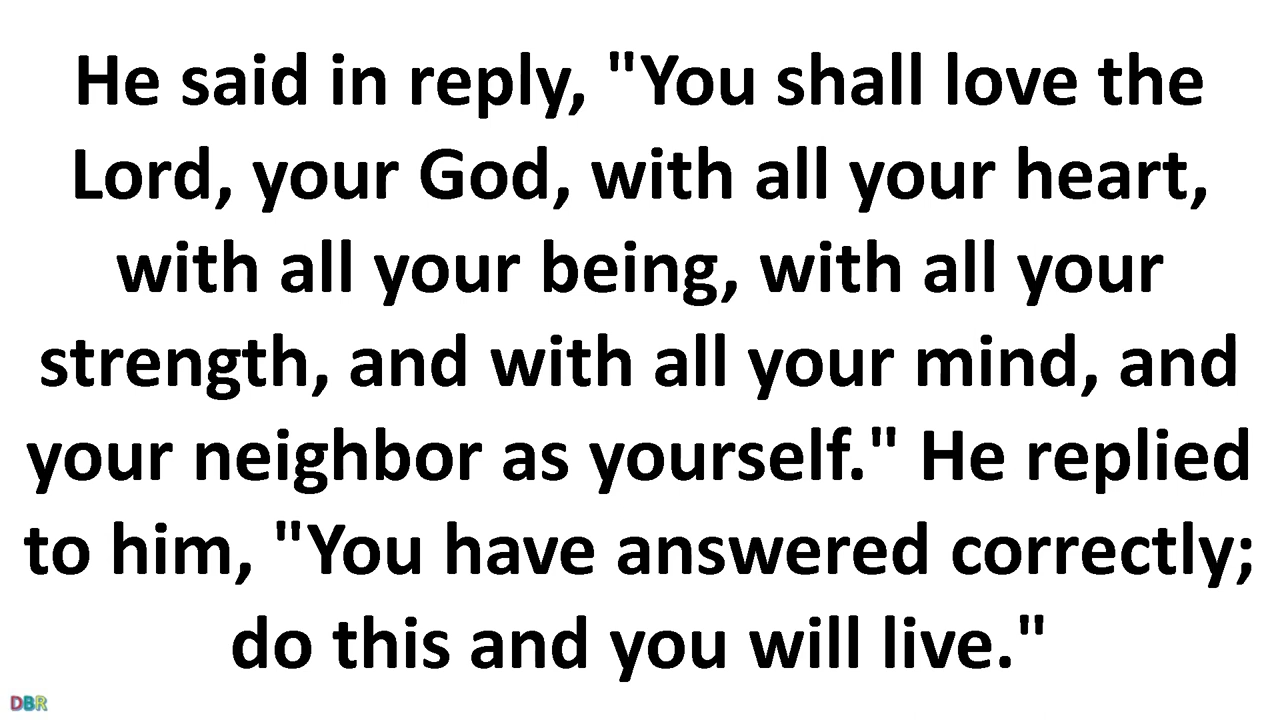 He said in reply, "You shall love the
Lord, your God, with all your heart,
with all your being, with all your
strength, and with all your mind, and
your neighbor as yourself." He replied
to him, "You have answered correctly;
do this and you will live."
DBR